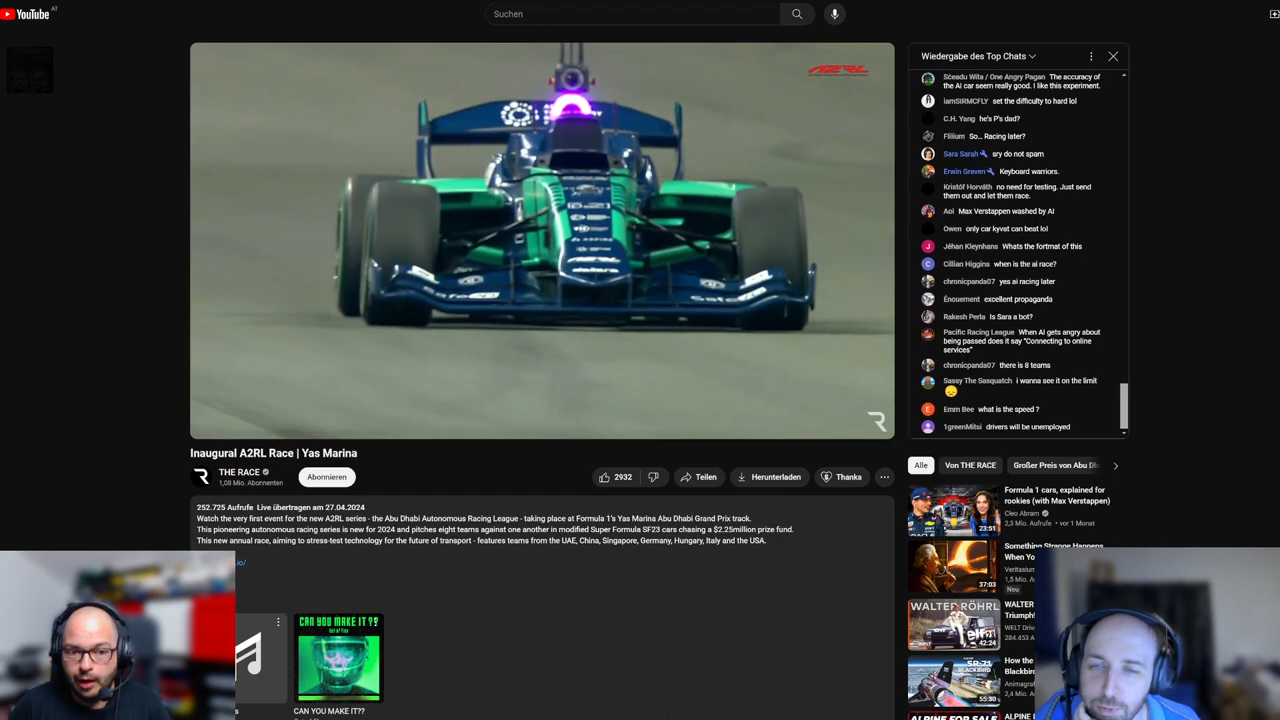 YouTube AT
Suchen
A2RL
Inaugural A2RL Race | Yas Marina
THE RACE
1,08 Mio. Abonnenten
Abonnieren
2932
Teilen
Herunterladen
Thanks
252.725 Aufrufe Live übertragen am 27.04.2024
Watch the very first event for the new A2RL series - the Abu Dhabi Autonomous Racing League - taking place at Formula 1's Yas Marina Abu Dhabi Grand Prix track.
This pioneering autonomous racing series is new for 2024 and pitches eight teams against one another in modified Super Formula SF23 cars chasing a $2.25million prize fund.
This new annual race, aiming to stress-test technology for the future of transport - features teams from the UAE, China, Singapore, Germany, Hungary, Italy and the USA.
.io/
CAN YOU MAKE IT??
CAN YOU MAKE IT??
Wiedergabe des Top Chats
Sceadu Wita / One Angry Pagan The accuracy of
the AI car seem really good. I like this experiment.
iamSIRMCFLY set the difficulty to hard lol
C.H. Yang he's P's dad?
Flilium So... Racing later?
Sara Sarah sry do not spam
Erwin Greven Keyboard warriors.
Kristóf Horváth no need for testing. Just send
them out and let them race.
Aoi Max Verstappen washed by AI
Owen only car kvyat can beat lol
Jéhan Kleynhans Whats the fortmat of this
Cillian Higgins when is the ai race?
chronicpanda07 yes ai racing later
Énouement excellent propaganda
Rakesh Perla Is Sara a bot?
Pacific Racing League When AI gets angry about
being passed does it say "Connecting to online
services"
chronicpanda07 there is 8 teams
Sassy The Sasquatch i wanna see it on the limit
😞
Emm Bee what is the speed ?
1greenMitsi drivers will be unemployed
Alle
Von THE RACE
Großer Preis von Abu Dh
Formula 1 cars, explained for
rookies (with Max Verstappen)
Cleo Abram
2,3 Mio. Aufrufe • vor 1 Monat
23:51
Something Strange Happens
When Yo
Veritasium
1,5 Mio. A
Neu
37:03
WALTER RÖHRL
WALTER
Triumph
WELT Driv
284.453 A
42:24
SR-71
BLACKBIRD
How the
Blackbir
Animagraf
2,4 Mio. A
55:30
ALPINE FOR SALE
ALPINE